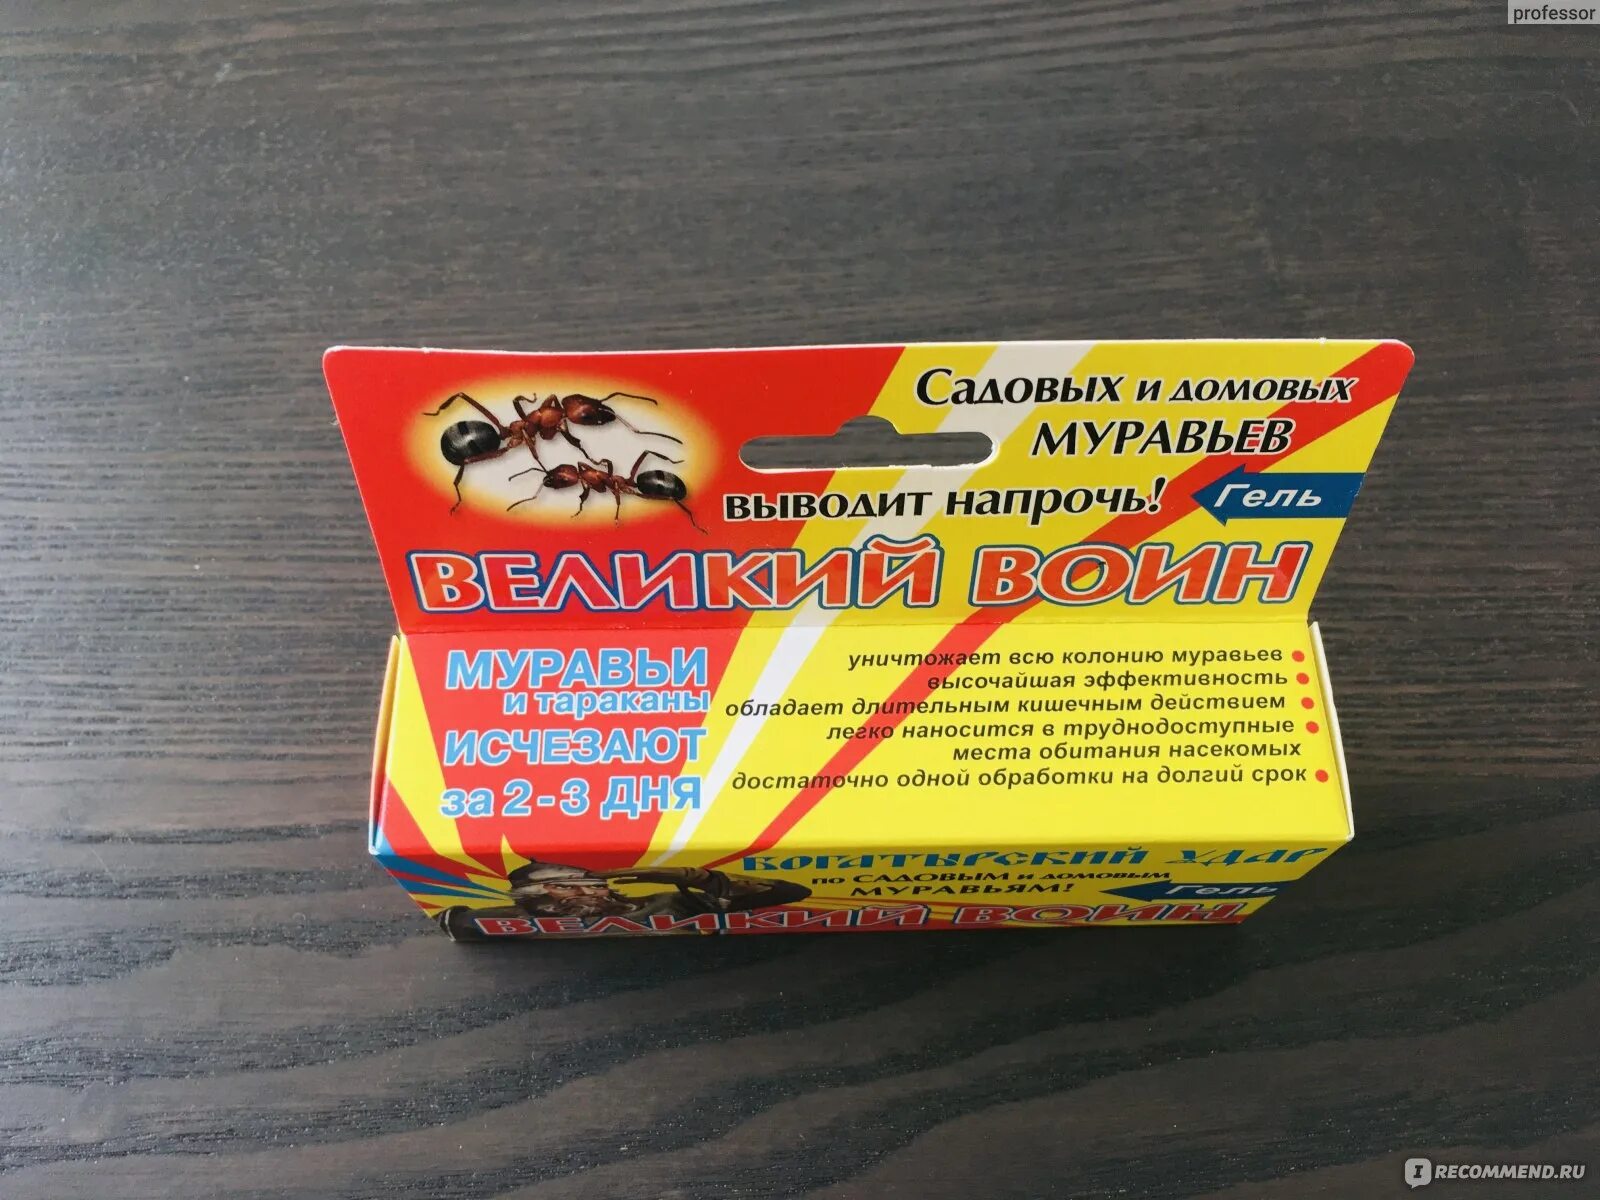 professor
Садовых и домовых
МУРАВЬЕВ
выводит напрочь!
Гель
ВЕЛИКИЙ ВОИН
МУРАВЬИ
и тараканы
ИСЧЕЗАЮТ
за 2-3 ДНЯ
уничтожает всю колонию муравьев
высочайшая эффективность
обладает длительным кишечным действием
легко наносится в труднодоступные
места обитания насекомых
достаточно одной обработки на долгий срок
БОГАТЫРСКИЙ УДАР
по САДОВЫМ и домовым
МУРАВЬЯМ!
Гель
ВЕЛИКИЙ ВОИН
IRECOMMEND.RU